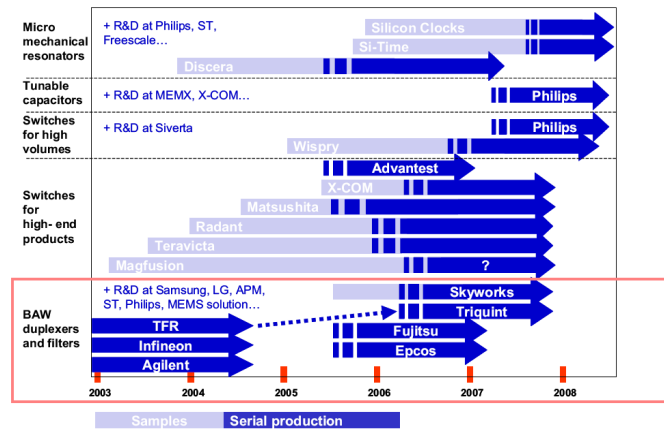 Micro
mechanical
resonators
+ R&D at Philips, ST,
Freescale…
Silicon Clocks
Si-Time
Discera
Tunable
capacitors
+ R&D at MEMX, X-COM…
Philips
Switches
for high
volumes
+ R&D at Siverta
Philips
Wispry
Switches
for
high- end
products
Advantest
X-COM
Matsushita
Radant
Teravicta
Magfusion
?
BAW
duplexers
and filters
+ R&D at Samsung, LG, APM,
ST, Philips, MEMS solution…
Skyworks
Triquint
TFR
Fujitsu
Infineon
Epcos
Agilent
2003 2004 2005 2006 2007 2008
Samples Serial production